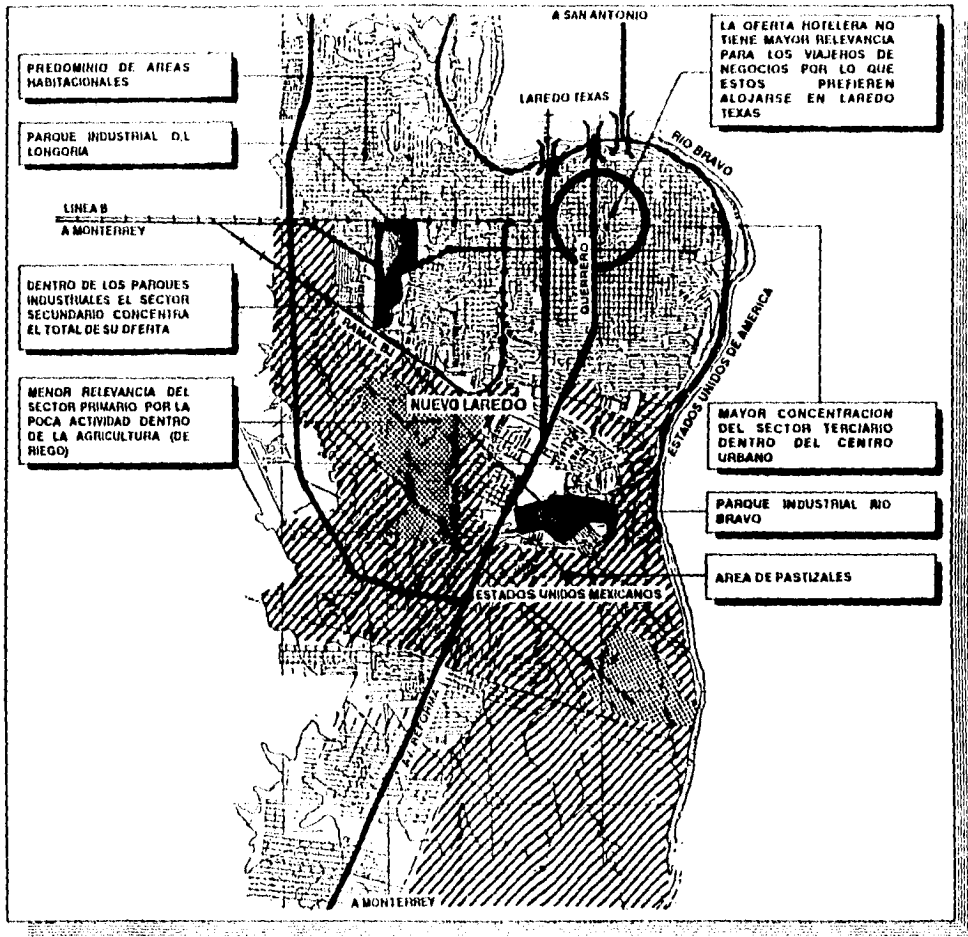 A SAN ANTONIO
LA OFERTA HOTELERA NO
TIENE MAYOR RELEVANCIA
PARA LOS VIAJEROS DE
NEGOCIOS POR LO QUE
ESTOS PREFIEREN
ALOJARSE EN LAREDO
TEXAS
PREDOMINIO DE AREAS
HABITACIONALES
LAREDO TEXAS
PARQUE INDUSTRIAL D.L
LONGORIA
RIO BRAVO
LINEA B
A MONTERREY
GUERRERO
DENTRO DE LOS PARQUES
INDUSTRIALES EL SECTOR
SECUNDARIO CONCENTRA
EL TOTAL DE SU OFERTA
RAMAL
ESTADOS UNIDOS DE AMERICA
MENOR RELEVANCIA DEL
SECTOR PRIMARIO POR LA
POCA ACTIVIDAD DENTRO
DE LA AGRICULTURA (DE
RIEGO)
NUEVO LAREDO
MAYOR CONCENTRACION
DEL SECTOR TERCIARIO
DENTRO DEL CENTRO
URBANO
PARQUE INDUSTRIAL RIO
BRAVO
AREA DE PASTIZALES
ESTADOS UNIDOS MEXICANOS
REFORMA
A MONTERREY